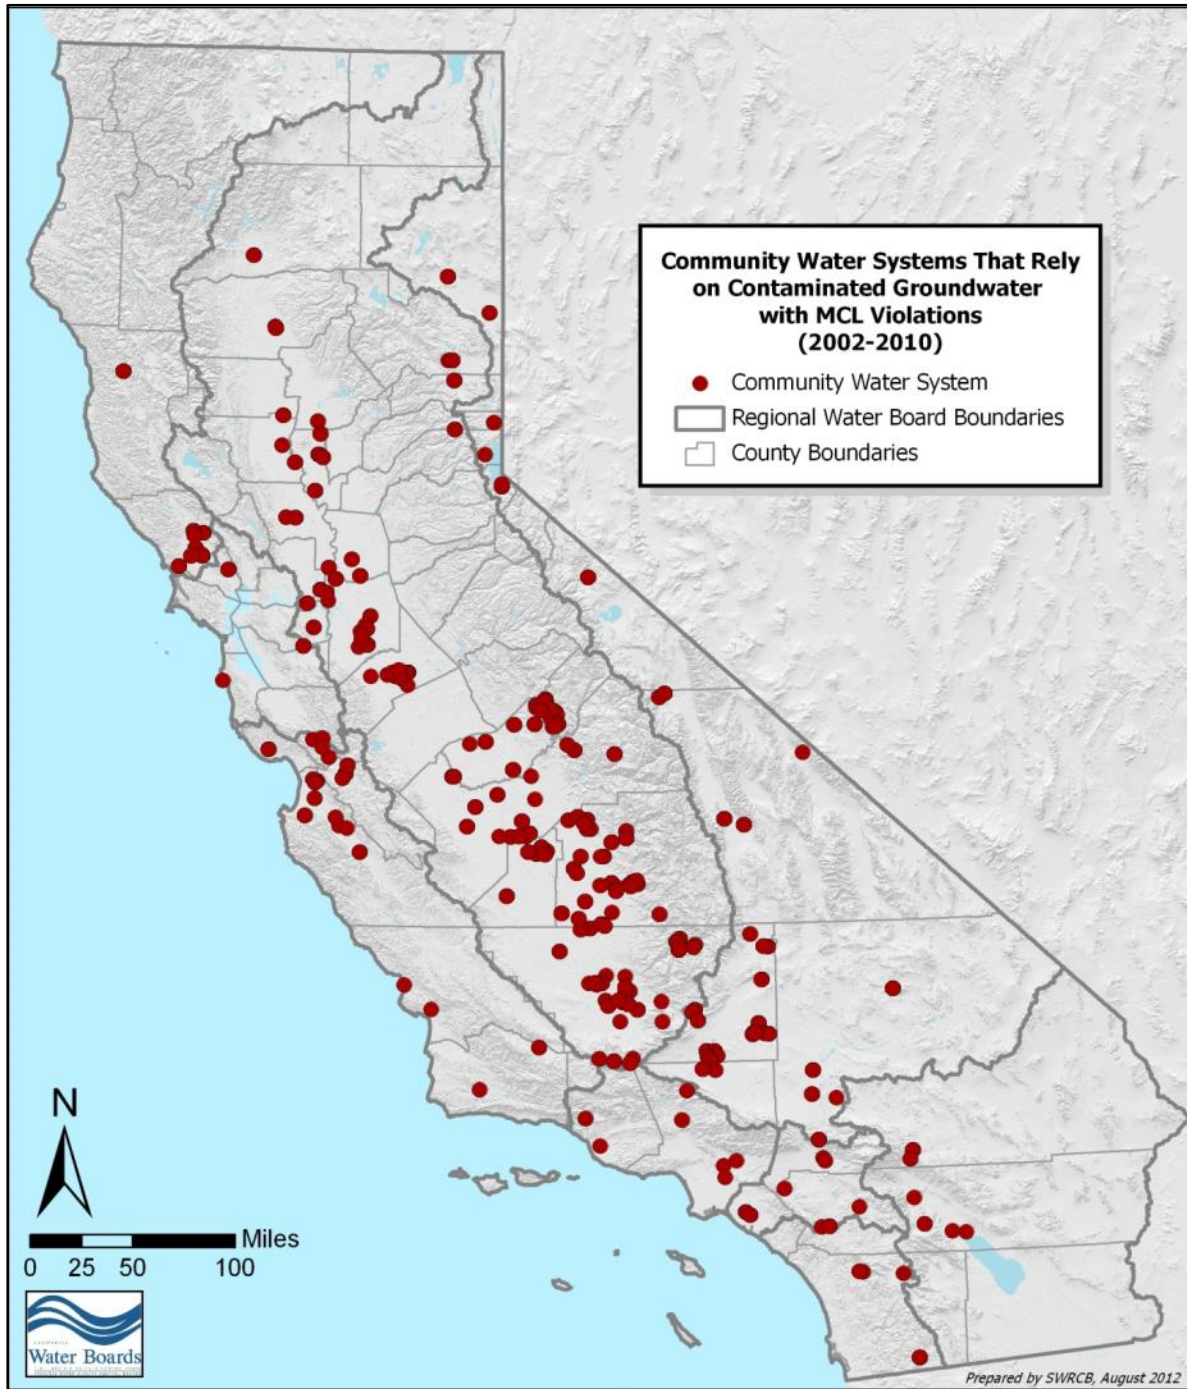 Community Water Systems That Rely
on Contaminated Groundwater
with MCL Violations
(2002-2010)
Community Water System
Regional Water Board Boundaries
County Boundaries
N
Miles
0 25 50 100
Water Boards
Prepared by SWRCB, August 2012